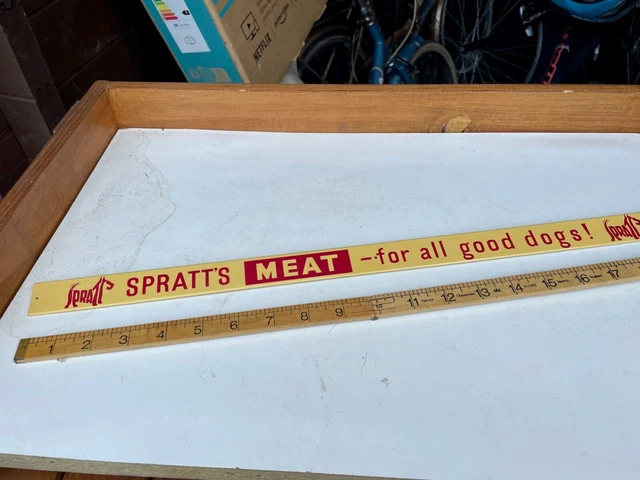 NETFLIX
SPRATT'S SPRATT'S MEAT –for all good dogs! SPRATT'S
1 2 3 4 5 6 7 8 9 10 11 12 13 14 15 16 17